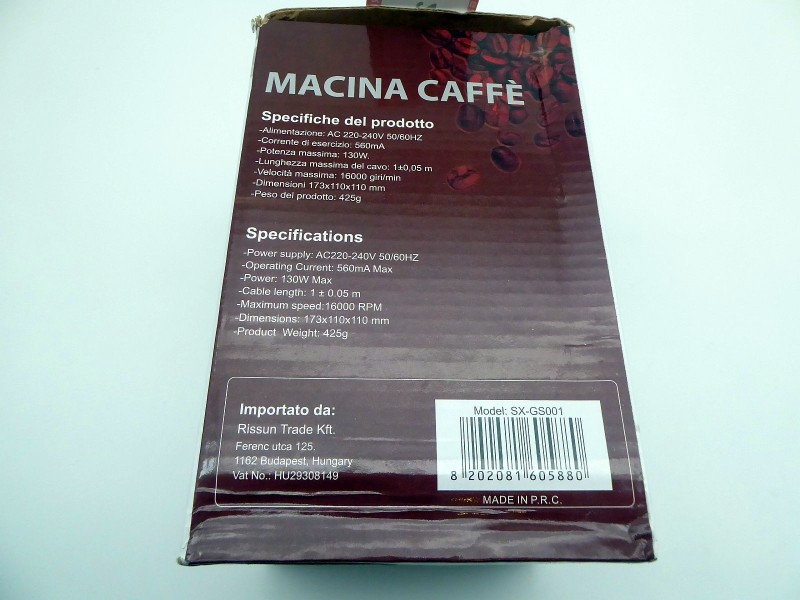 MACINA CAFFÈ
Specifiche del prodotto
-Alimentazione: AC 220-240V 50/60HZ
-Corrente di esercizio: 560mA
-Potenza massima: 130W.
-Lunghezza massima del cavo: 1±0,05 m
-Velocità massima: 16000 giri/min
-Dimensioni 173x110x110 mm
-Peso del prodotto: 425g
Specifications
-Power supply: AC220-240V 50/60HZ
-Operating Current: 560mA Max
-Power: 130W Max
-Cable length: 1 ± 0.05 m
-Maximum speed:16000 RPM
-Dimensions: 173x110x110 mm
-Product Weight: 425g
Importato da:
Rissun Trade Kft.
Ferenc utca 125.
1162 Budapest, Hungary
Vat No.: HU29308149
Model: SX-GS001
8 202081 605880
MADE IN P.R.C.